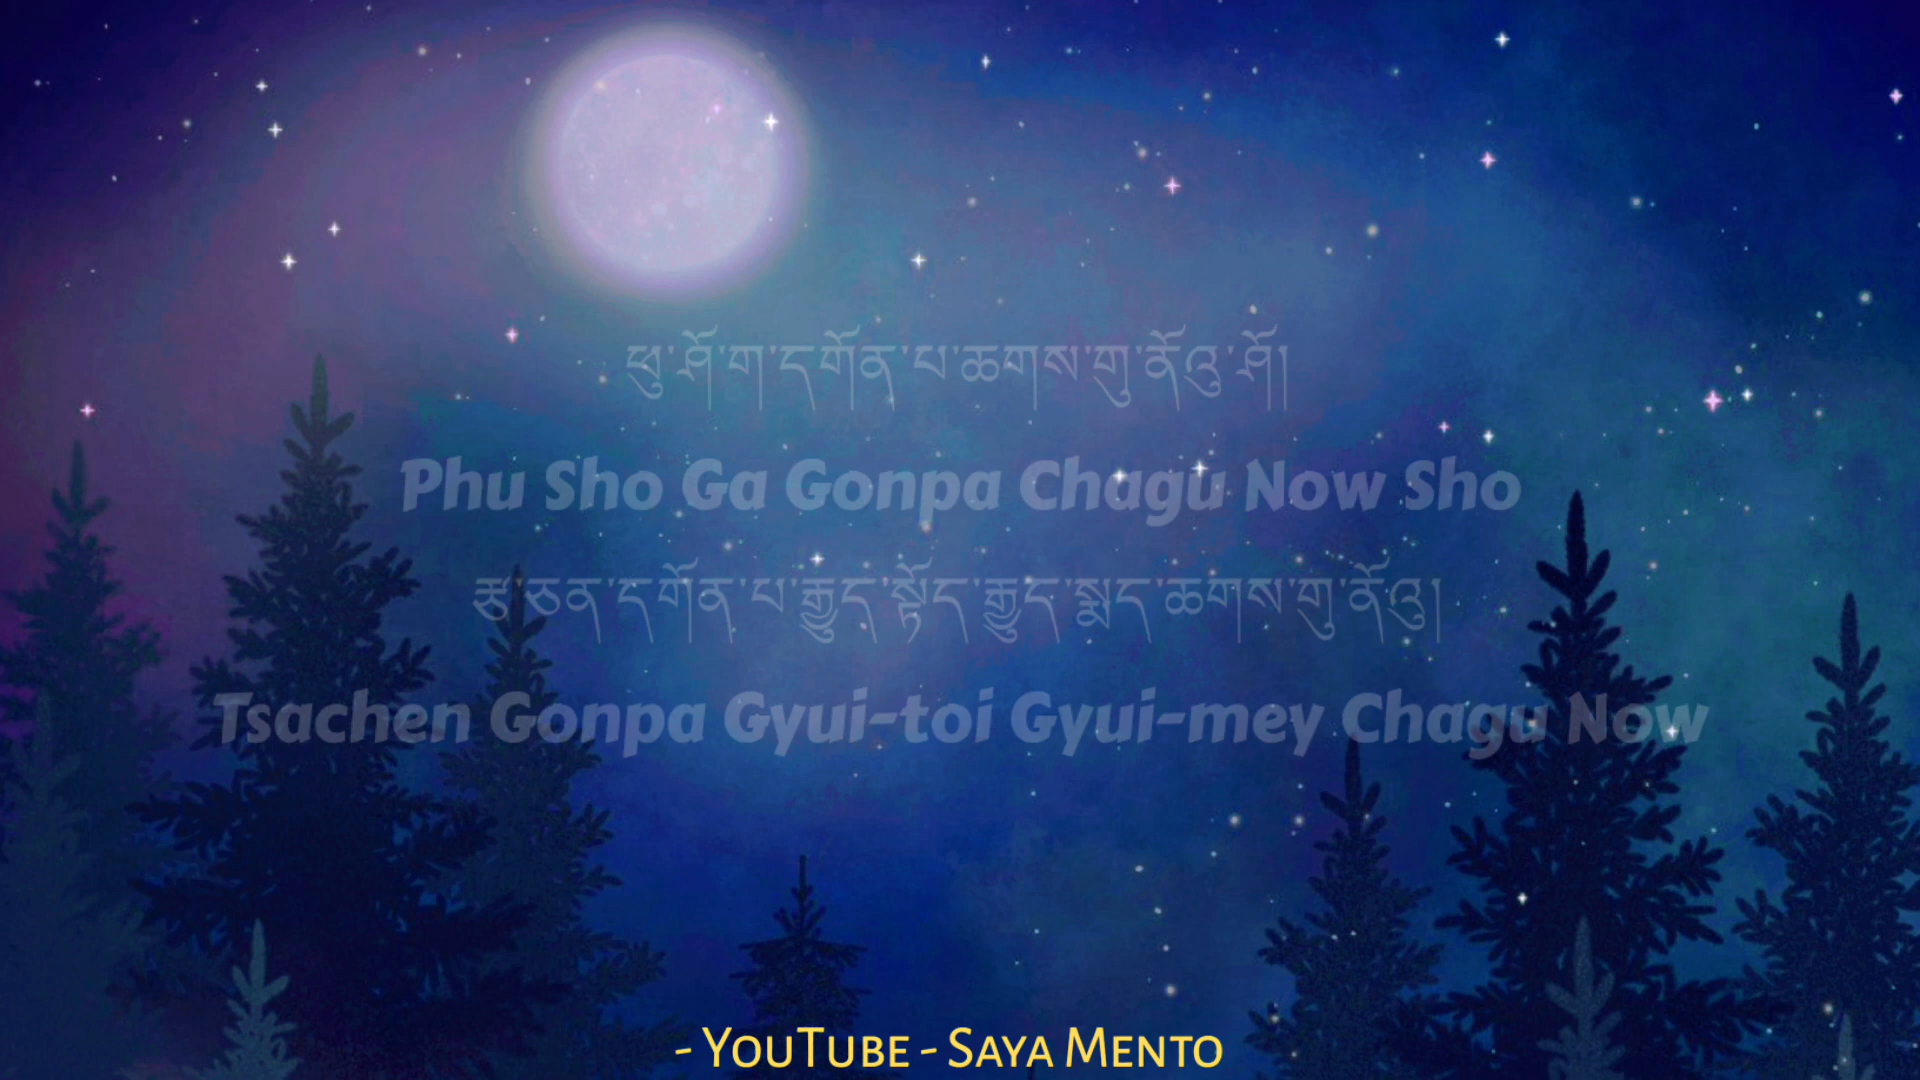 ཕུ་ཤོ་ག་དགོན་པ་ཆགས་གུ་ནོའུ་ཤོ།
Phu Sho Ga Gonpa Chagu Now Sho
རྩ་ཅན་དགོན་པ་རྒྱུད་སྟོད་རྒྱུད་སྨད་ཆགས་གུ་ནོའུ།
Tsachen Gonpa Gyui-toi Gyui-mey Chagu Now
- YouTube - Saya Mento